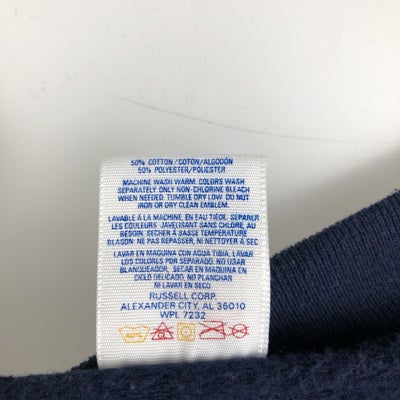 50% COTTON/COTON/ALGODÓN
50% POLYESTER/POLIESTER
MACHINE WASH WARM. COLORS WASH
SEPARATELY. ONLY NON-CHLORINE BLEACH
WHEN NEEDED. TUMBLE DRY LOW. DO NOT
IRON OR DRY CLEAN EMBLEM.
LAVABLE À LA MACHINE, EN EAU TIÈDE. SÉPARER
LES COULEURS. JAVELISANT SANS CHLORE, AU
BESOIN. SÉCHER À BASSE TEMPÉRATURE
BLASON: NE PAS REPASSER, NI NETTOYER À SEC
LAVAR EN MAQUINA CON AGUA TIBIA, LAVAR
LOS COLORES POR SEPARADO. NO USAR
BLANQUEADOR. SECAR EN MAQUINA EN
CICLO DELICADO. NO PLANCHAS
NI LAVAR EN SECO
RUSSELL CORP.
ALEXANDER CITY, AL 35010
WPL 7232
40°C